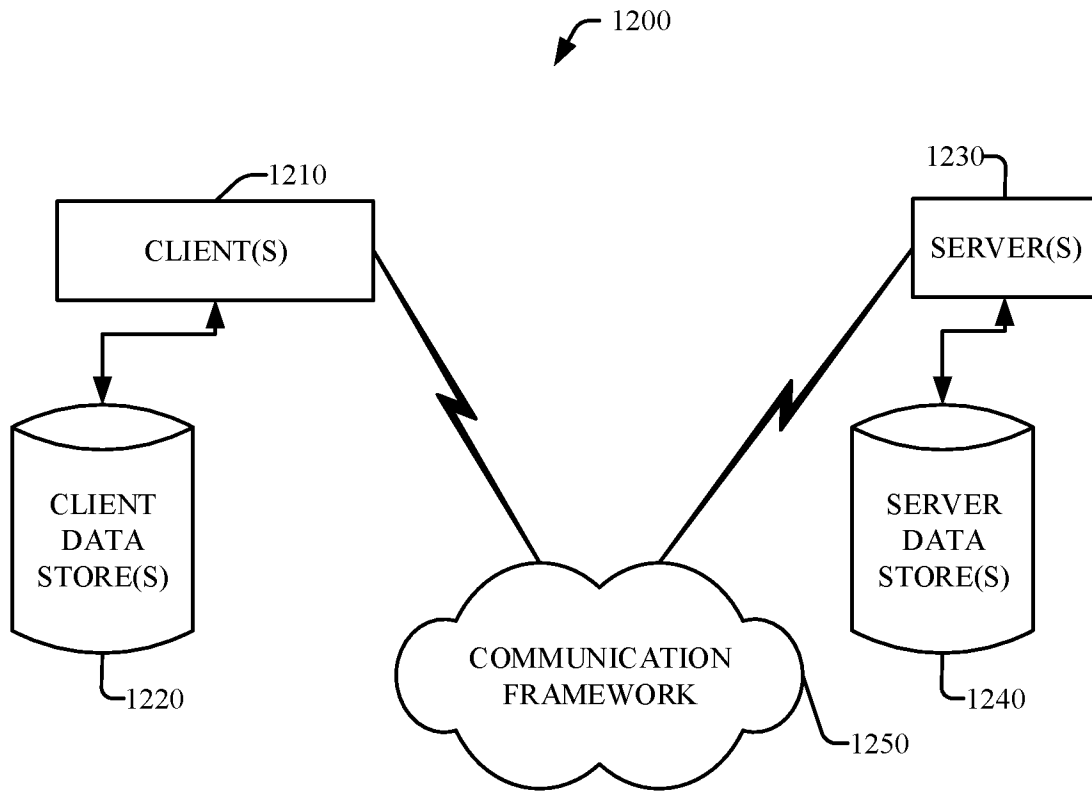 1200
1210
CLIENT(S)
1230
SERVER(S)
CLIENT
DATA
STORE(S)
1220
SERVER
DATA
STORE(S)
1240
COMMUNICATION
FRAMEWORK
1250